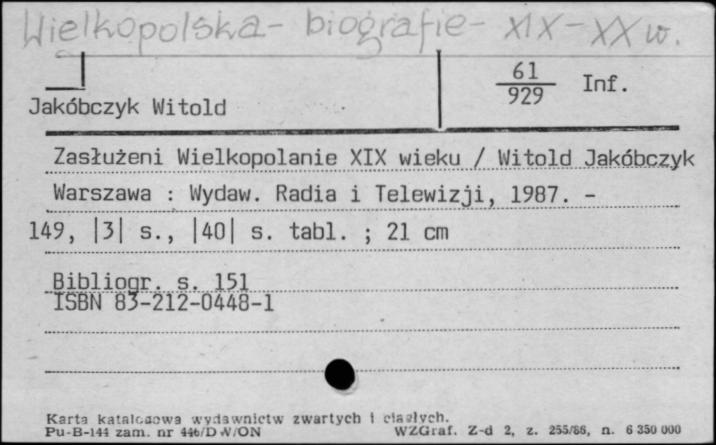 Wielkopolska - biografie - XIX - XX w.
61
929 Inf.
Jakóbczyk Witold
Zasłużeni Wielkopolanie XIX wieku / Witold Jakóbczyk
Warszawa : Wydaw. Radia i Telewizji, 1987. -
149, |3| s., |40| s. tabl. ; 21 cm
Bibliogr. s. 151
ISBN 83-212-0448-1
Karta katalogowa wydawnictw zwartych i ciągłych.
Pu-B-144 zam. nr 446/DW/ON WZGraf. Z-d 2, z. 255/86, n. 6 350 000